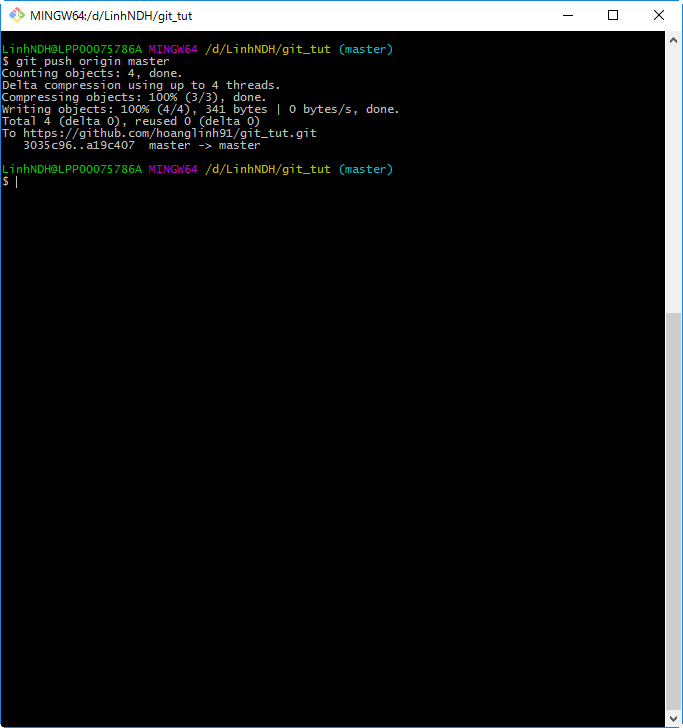 MINGW64:/d/LinhNDH/git_tut
LinhNDH@LPP00075786A MINGW64 /d/LinhNDH/git_tut (master)
$ git push origin master
Counting objects: 4, done.
Delta compression using up to 4 threads.
Compressing objects: 100% (3/3), done.
Writing objects: 100% (4/4), 341 bytes | 0 bytes/s, done.
Total 4 (delta 0), reused 0 (delta 0)
To https://github.com/hoanglinh91/git_tut.git
   3035c96..a19c407  master -> master
LinhNDH@LPP00075786A MINGW64 /d/LinhNDH/git_tut (master)
$